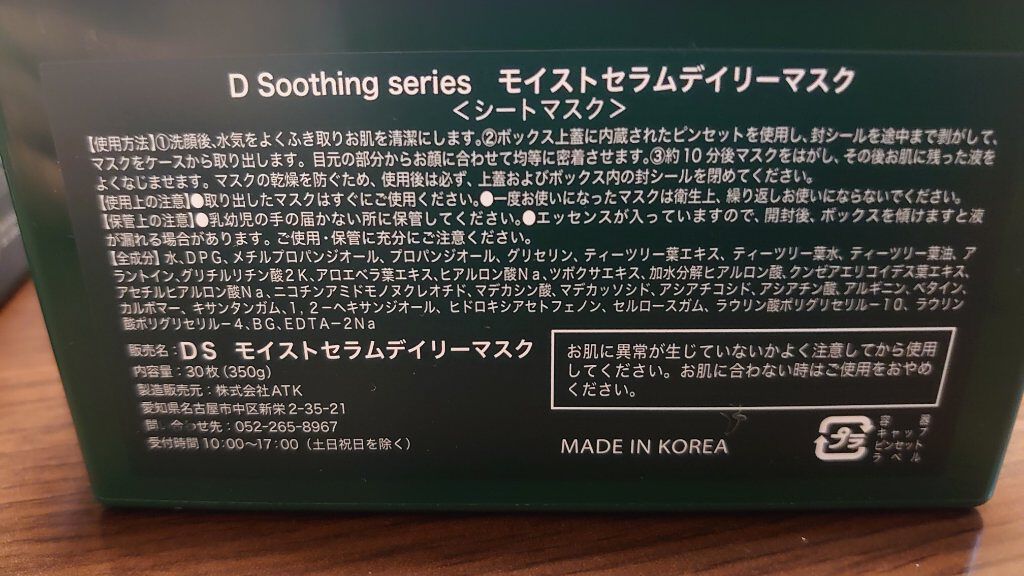 D Soothing series モイストセラムデイリーマスク
＜シートマスク＞
【使用方法】①洗顔後、水気をよくふき取りお肌を清潔にします。②ボックス上蓋に内蔵されたピンセットを使用し、封シールを途中まで剥がして、
マスクをケースから取り出します。目元の部分からお顔に合わせて均等に密着させます。③約10分後マスクをはがし、その後お肌に残った液を
よくなじませます。マスクの乾燥を防ぐため、使用後は必ず、上蓋およびボックス内の封シールを閉めてください。
【使用上の注意】●取り出したマスクはすぐにご使用ください。●一度お使いになったマスクは衛生上、繰り返しお使いにならないでください。
【保管上の注意】●乳幼児の手の届かない所に保管してください。●エッセンスが入っていますので、開封後、ボックスを傾けますと液
が漏れる場合があります。ご使用・保管に充分にご注意ください。
【全成分】水、DPG、メチルプロパンジオール、プロパンジオール、グリセリン、ティーツリー葉エキス、ティーツリー葉水、ティーツリー葉油、ア
ラントイン、グリチルリチン酸２K、アロエベラ葉エキス、ヒアルロン酸Ｎａ、ツボクサエキス、加水分解ヒアルロン酸、クンゼアエリコイデス葉エキス、
アセチルヒアルロン酸Ｎａ、ニコチンアミドモノヌクレオチド、マデカシン酸、マデカッソシド、アシアチコシド、アシアチン酸、アルギニン、ベタイン、
カルボマー、キサンタンガム、1，2－ヘキサンジオール、ヒドロキシアセトフェノン、セルロースガム、ラウリン酸ポリグリセリル－10、ラウリン
酸ポリグリセリル－4、BG、EDTA－2Na
販売名：DS モイストセラムデイリーマスク
内容量：30枚(350g)
製造販売元：株式会社ATK
愛知県名古屋市中区新栄2-35-21
問い合わせ先：052-265-8967
受付時間10:00～17:00（土日祝日を除く）
お肌に異常が生じていないかよく注意してから使用
してください。お肌に合わない時はご使用をおやめ
ください。
MADE IN KOREA
プラ
容器
キャップ
ピンセット
ラベル